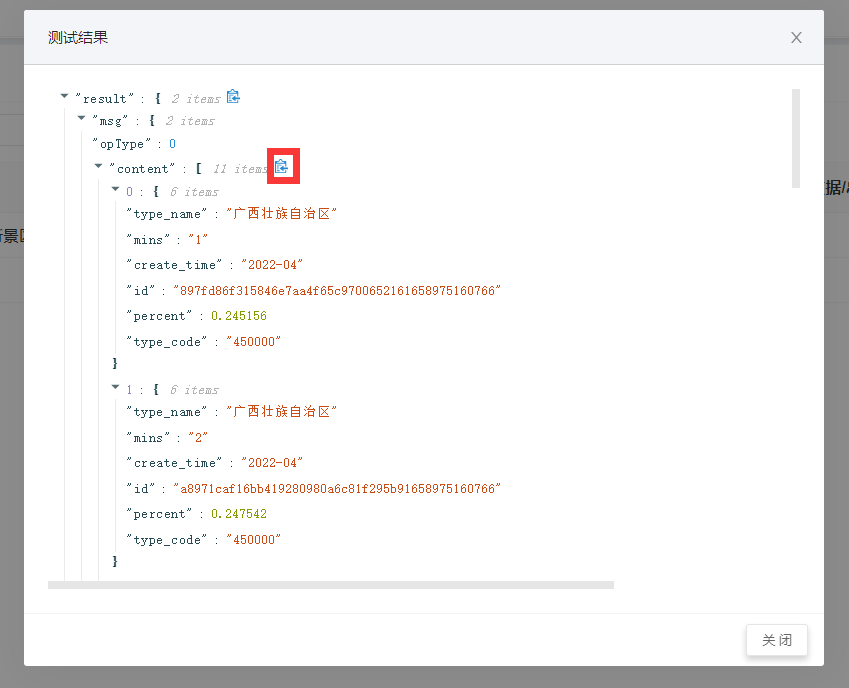 测试结果
"result" : { 2 items
"msg" : { 2 items
"opType" : 0
"content" : [ 11 items
0 : { 6 items
"type_name" : "广西壮族自治区"
"mins" : "1"
"create_time" : "2022-04"
"id" : "897fd86f315846e7aa4f65c9700652161658975160766"
"percent" : 0.245156
"type_code" : "450000"
}
1 : { 6 items
"type_name" : "广西壮族自治区"
"mins" : "2"
"create_time" : "2022-04"
"id" : "a8971caf16bb419280980a6c81f295b91658975160766"
"percent" : 0.247542
"type_code" : "450000"
}
据/
景
关 闭